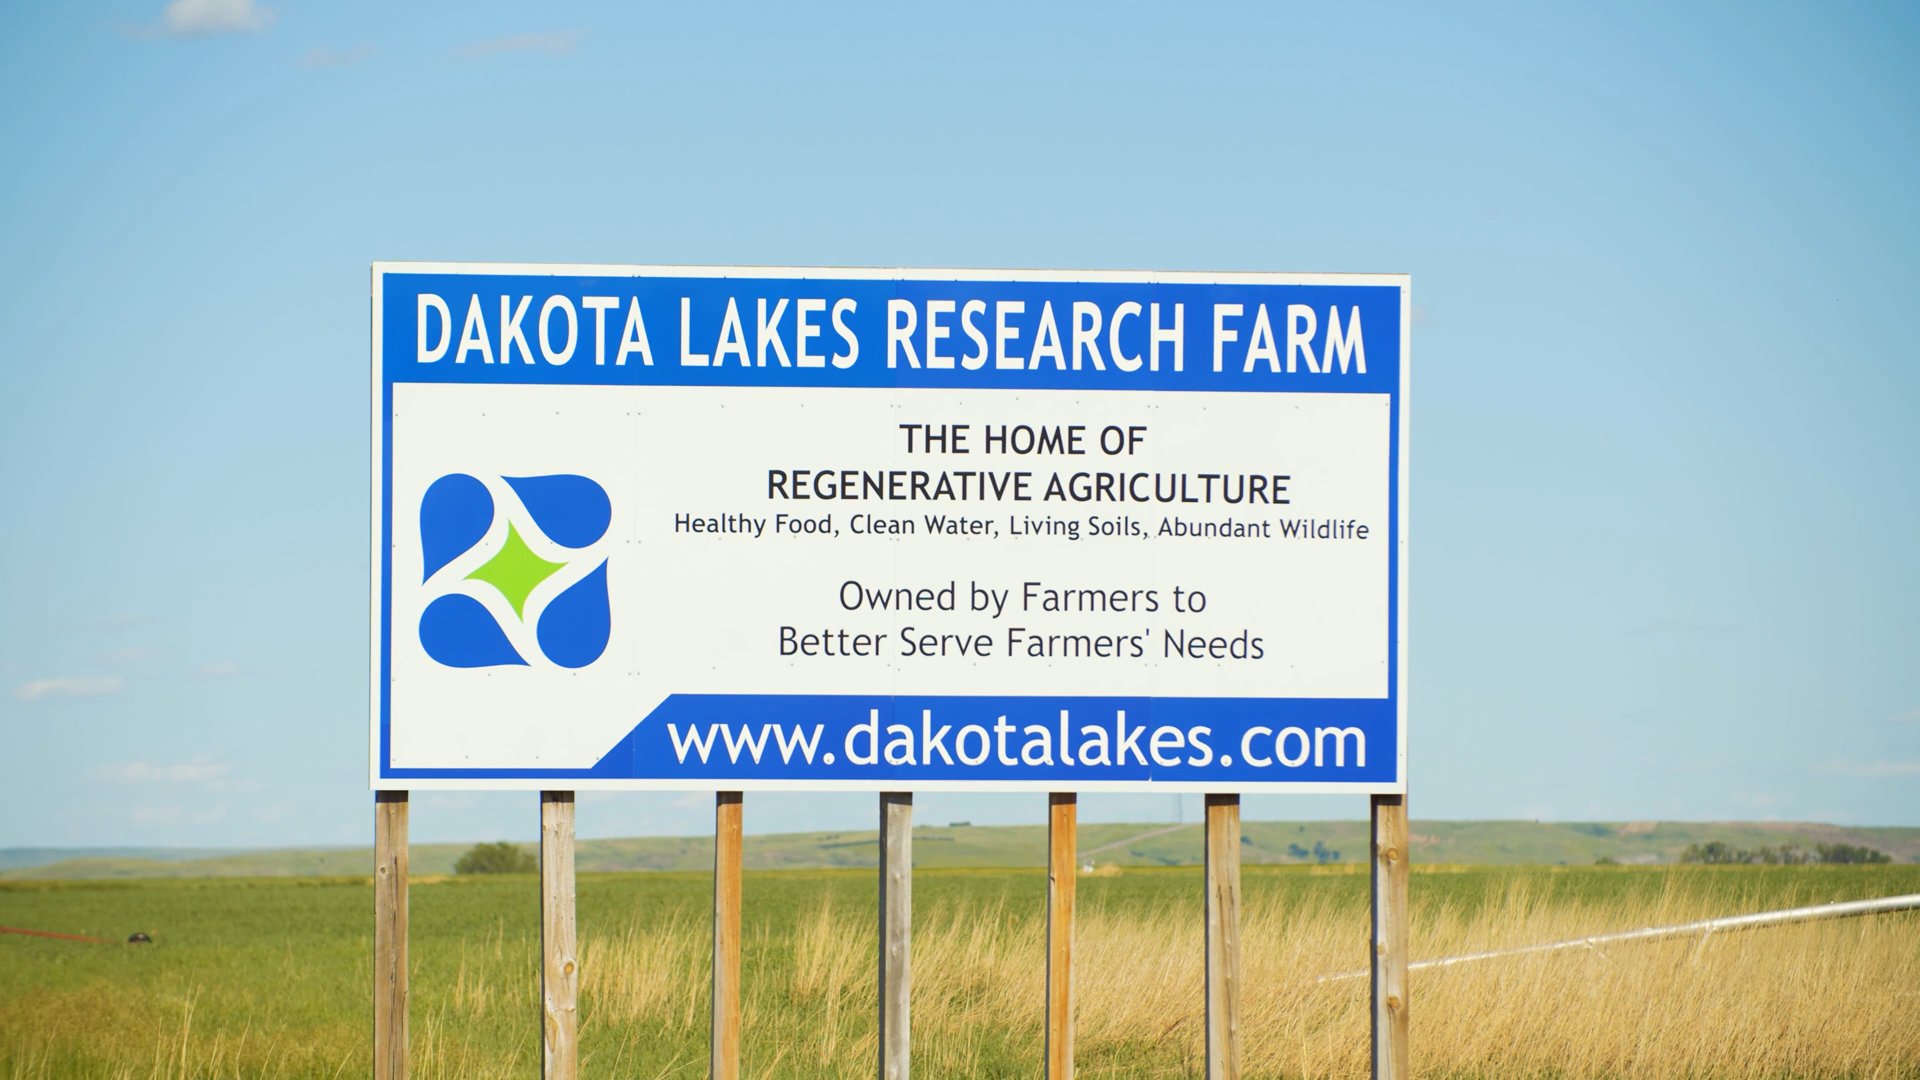 DAKOTA LAKES RESEARCH FARM
THE HOME OF
REGENERATIVE AGRICULTURE
Healthy Food, Clean Water, Living Soils, Abundant Wildlife
Owned by Farmers to
Better Serve Farmers' Needs
www.dakotalakes.com